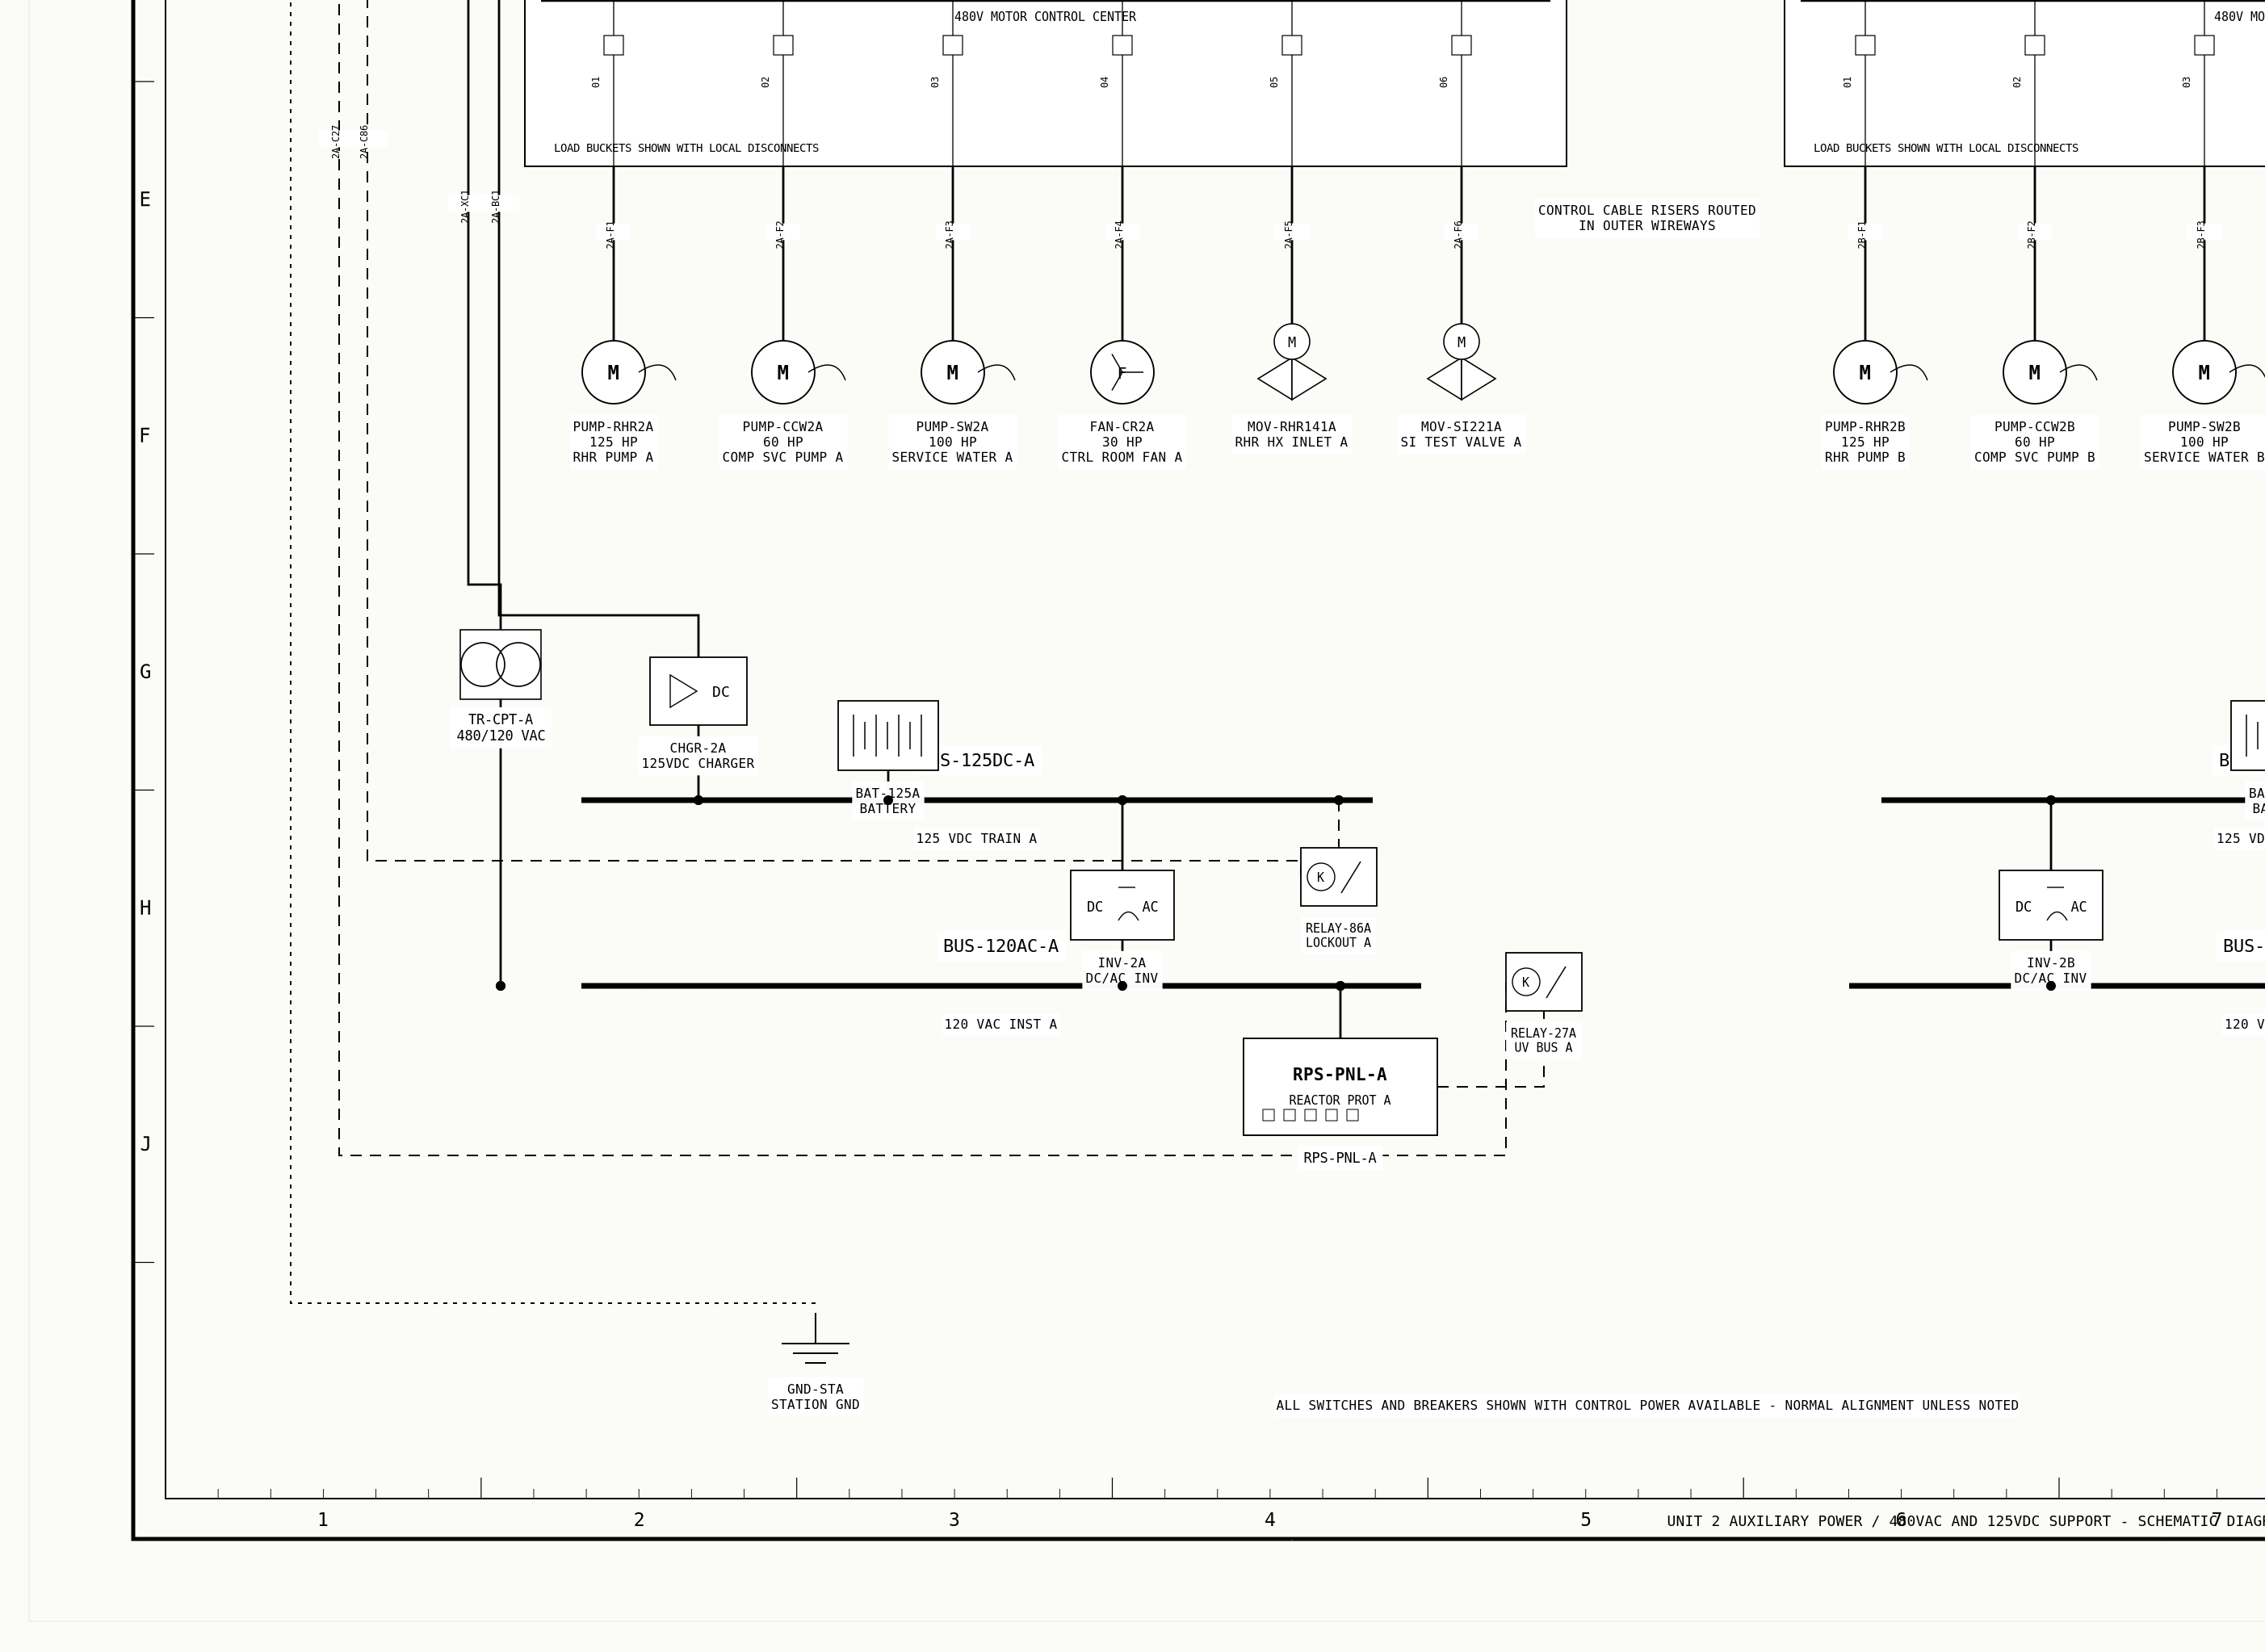 480V MOTOR CONTROL CENTER
480V MO
01
02
03
04
05
06
01
02
03
2A-C27
2A-C86
LOAD BUCKETS SHOWN WITH LOCAL DISCONNECTS
LOAD BUCKETS SHOWN WITH LOCAL DISCONNECTS
E
2A-XC1
2A-BC1
2A-F1
2A-F2
2A-F3
2A-F4
2A-F5
2A-F6
CONTROL CABLE RISERS ROUTED
IN OUTER WIREWAYS
2B-F1
2B-F2
2B-F3
M
M
M
F
M
M
M
M
M
F
PUMP-RHR2A
125 HP
RHR PUMP A
PUMP-CCW2A
60 HP
COMP SVC PUMP A
PUMP-SW2A
100 HP
SERVICE WATER A
FAN-CR2A
30 HP
CTRL ROOM FAN A
MOV-RHR141A
RHR HX INLET A
MOV-SI221A
SI TEST VALVE A
PUMP-RHR2B
125 HP
RHR PUMP B
PUMP-CCW2B
60 HP
COMP SVC PUMP B
PUMP-SW2B
100 HP
SERVICE WATER B
G
DC
TR-CPT-A
480/120 VAC
CHGR-2A
125VDC CHARGER
S-125DC-A
B
BAT-125A
BATTERY
BA
BA
125 VDC TRAIN A
125 VD
H
K
DC AC
DC AC
RELAY-86A
LOCKOUT A
BUS-120AC-A
BUS-
INV-2A
DC/AC INV
INV-2B
DC/AC INV
K
120 VAC INST A
120 V
RELAY-27A
UV BUS A
RPS-PNL-A
REACTOR PROT A
J
RPS-PNL-A
GND-STA
STATION GND
ALL SWITCHES AND BREAKERS SHOWN WITH CONTROL POWER AVAILABLE - NORMAL ALIGNMENT UNLESS NOTED
1
2
3
4
5
6
7
UNIT 2 AUXILIARY POWER / 480VAC AND 125VDC SUPPORT - SCHEMATIC DIAGR